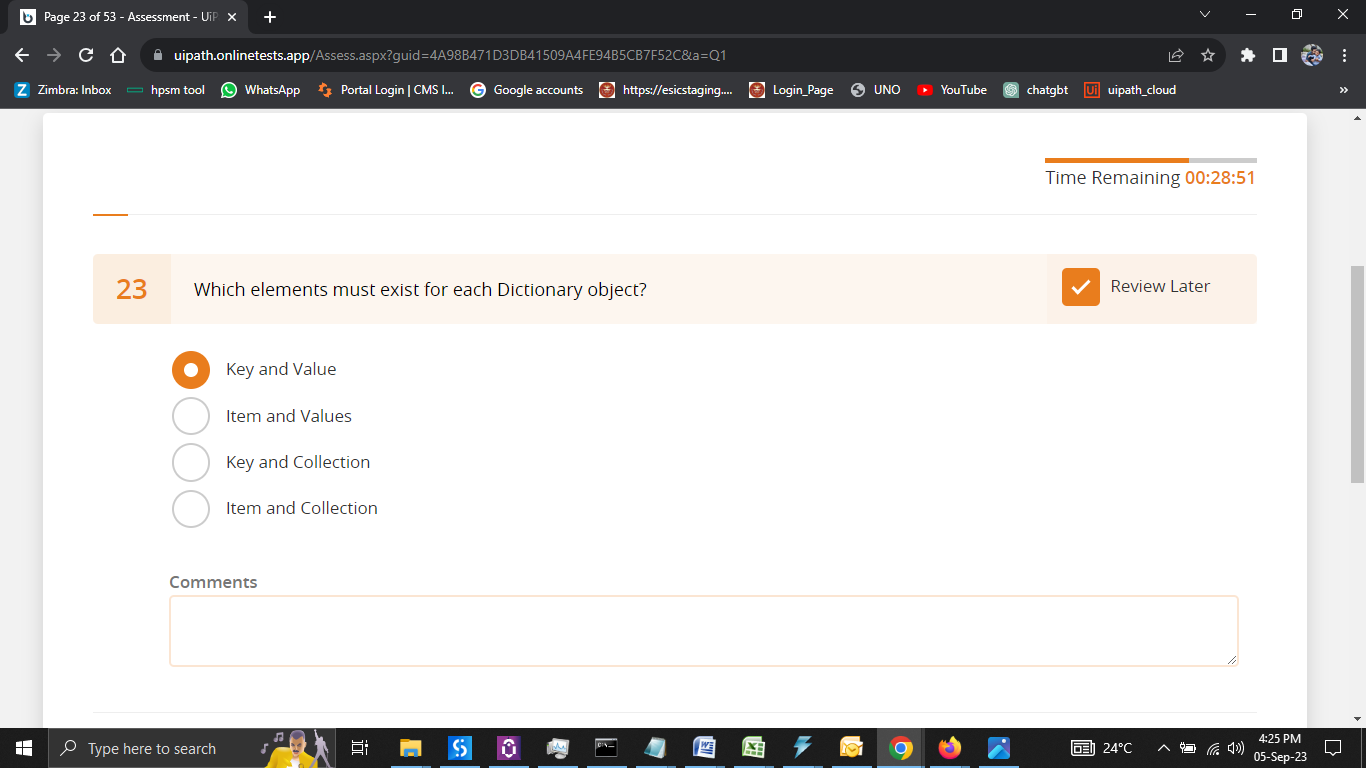 Page 23 of 53 - Assessment - UiP
uipath.onlinetests.app/Assess.aspx?guid=4A98B471D3DB41509A4FE94B5CB7F52C&a=Q1
Zimbra: Inbox
hpsm tool
WhatsApp
Portal Login | CMS I...
Google accounts
https://esicstaging....
Login_Page
UNO
YouTube
chatgbt
uipath_cloud
»
Time Remaining 00:28:51
23
Which elements must exist for each Dictionary object?
Review Later
Key and Value
Item and Values
Key and Collection
Item and Collection
Comments
Type here to search
24°C
4:25 PM
05-Sep-23